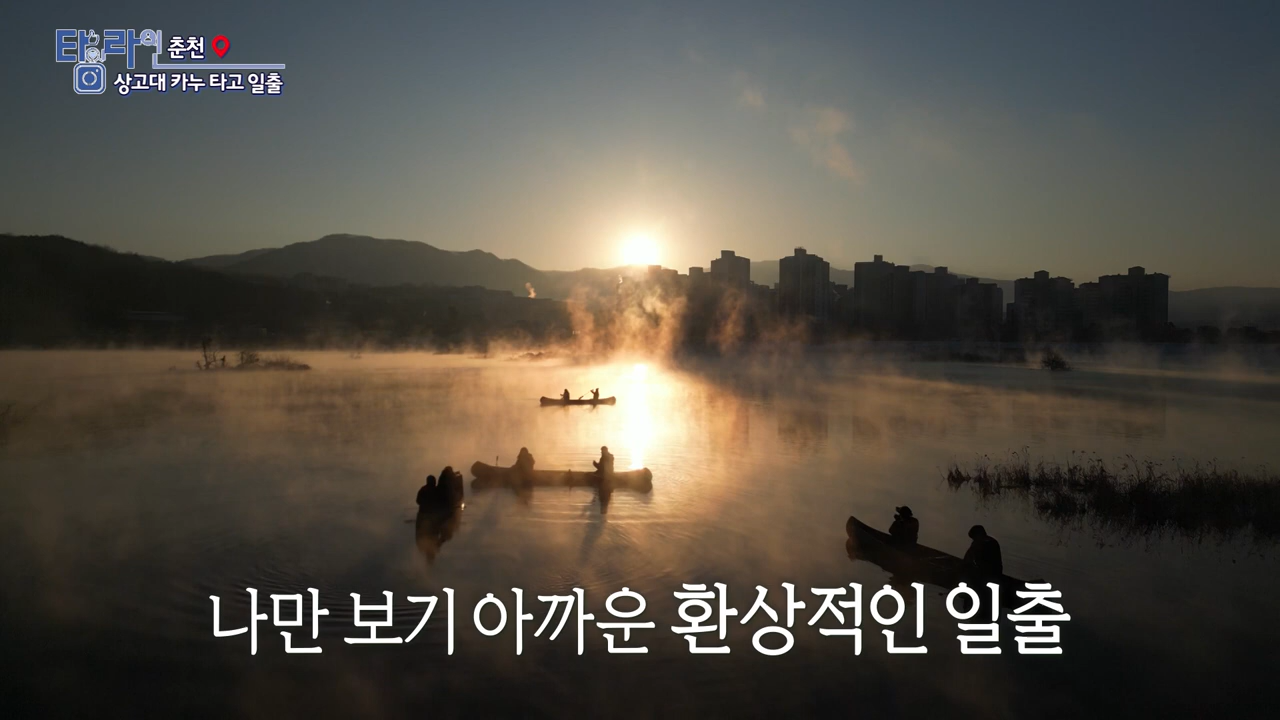 타임라인 춘천
상고대 카누 타고 일출
나만 보기 아까운 환상적인 일출